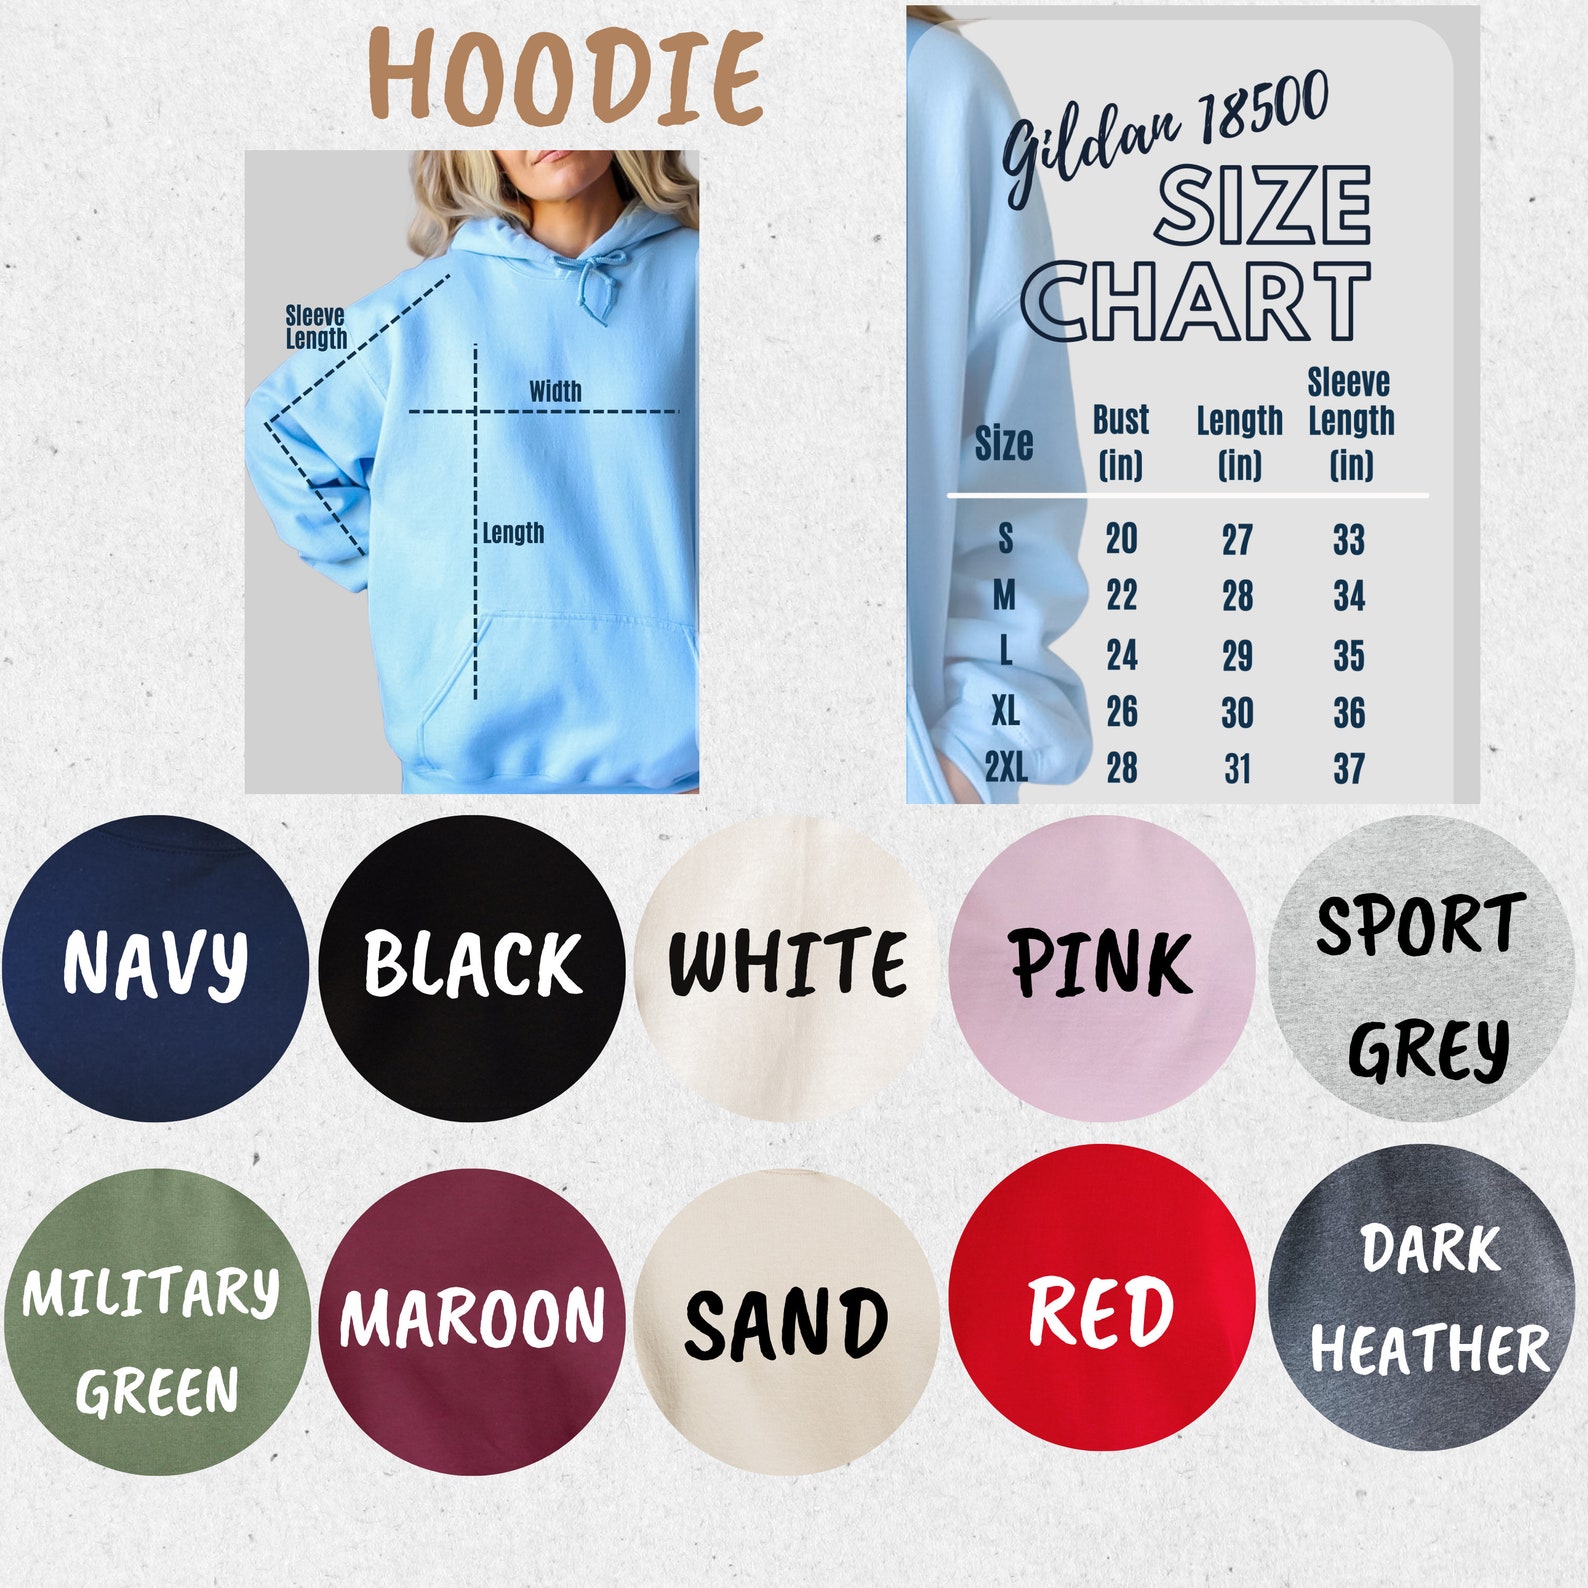 HOODIE
Sleeve
Length
Width
Length
Gildan 18500
SIZE
CHART
Size Bust (in) Length (in) Sleeve Length (in)
S 20 27 33
M 22 28 34
L 24 29 35
XL 26 30 36
2XL 28 31 37
NAVY
BLACK
WHITE
PINK
SPORT
GREY
MILITARY
GREEN
MAROON
SAND
RED
DARK
HEATHER